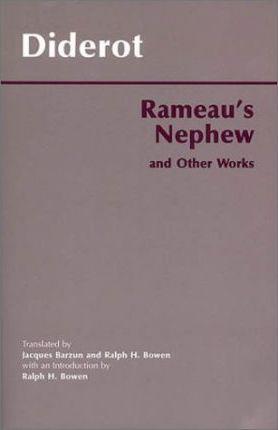 Diderot
Rameau's
Nephew
and Other Works
Translated by
Jacques Barzun and Ralph H. Bowen
with an Introduction by
Ralph H. Bowen